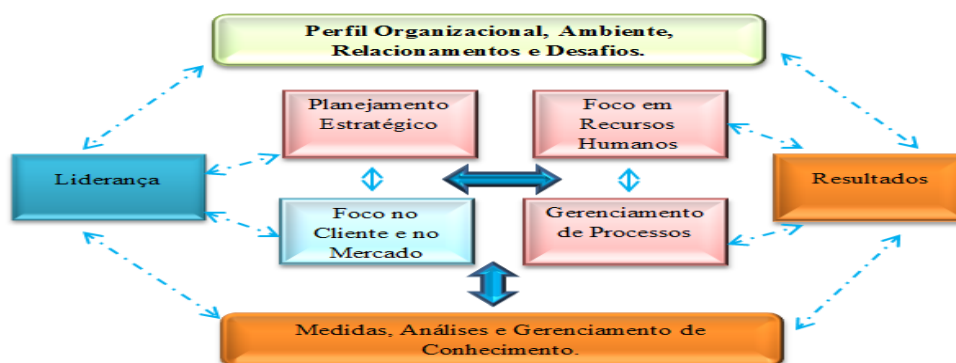 Perfil Organizacional, Ambiente,
Relacionamentos e Desafios.
Planejamento
Estratégico
Foco em
Recursos
Humanos
Liderança
Resultados
Foco no
Cliente e no
Mercado
Gerenciamento
de Processos
Medidas, Análises e Gerenciamento de
Conhecimento.